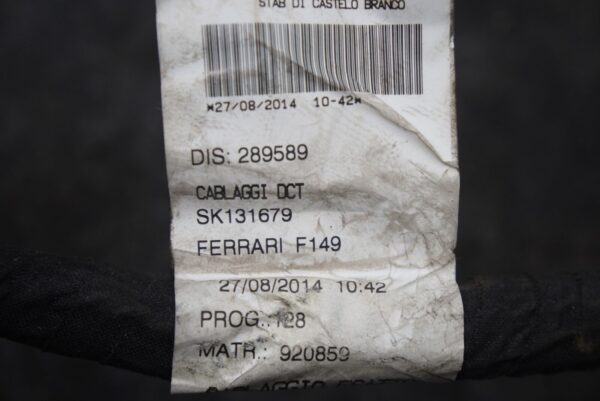 STAB DI CASTELO BRANCO
*27/08/2014 10-42*
DIS: 289589
CABLAGGI DCT
SK131679
FERRARI F149
27/08/2014 10:42
PROG.:128
MATR.: 920859
CABLAGGIO